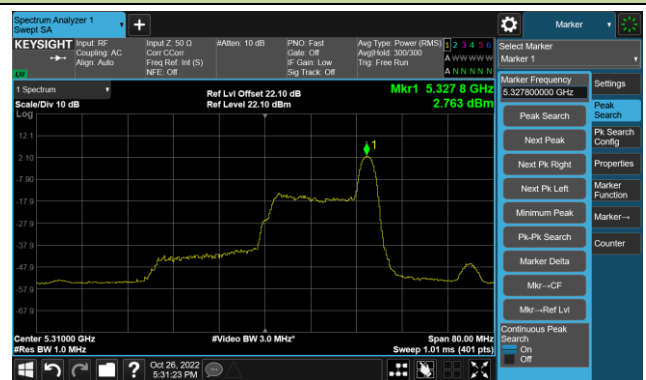 Spectrum Analyzer 1
Swept SA
Marker
KEYSIGHT
Input: RF
Coupling: AC
Align: Auto
Input Z: 50 Ω
Corr CCorr
Freq Ref: Int (S)
NFE: Off
#Atten: 10 dB
PNO: Fast
Gate: Off
IF Gain: Low
Sig Track: Off
Avg Type: Power (RMS)
Avg|Hold: 300/300
Trig: Free Run
1 2 3 4 5 6
A W W W W W
A N N N N N
Select Marker
Marker 1
LXI
1 Spectrum
Scale/Div 10 dB
Log
Ref Lvl Offset 22.10 dB
Ref Level 22.10 dBm
Mkr1 5.327 8 GHz
2.763 dBm
12.1
2.10
-7.90
-17.9
-27.9
-37.9
-47.9
-57.9
-67.9
1
Center 5.31000 GHz
#Res BW 1.0 MHz
#Video BW 3.0 MHz*
Span 80.00 MHz
Sweep 1.01 ms (401 pts)
Marker Frequency
5.327800000 GHz
Peak Search
Next Peak
Next Pk Right
Next Pk Left
Minimum Peak
Pk-Pk Search
Marker Delta
Mkr→CF
Mkr→Ref Lvl
Continuous Peak
Search
On
Off
Settings
Peak
Search
Pk Search
Config
Properties
Marker
Function
Marker→
Counter
?
Oct 26, 2022
5:31:23 PM